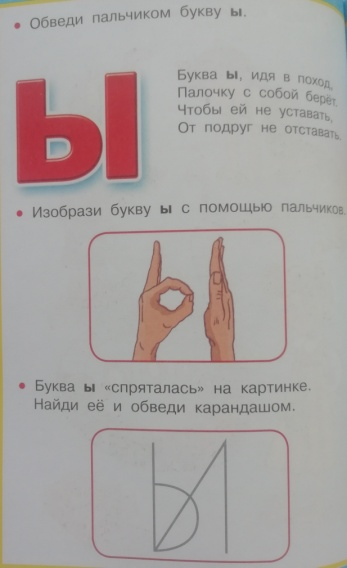 • Обведи пальчиком букву ы.
Ы
Буква ы, идя в поход,
Палочку с собой берёт,
Чтобы ей не уставать,
От подруг не отставать.
• Изобрази букву ы с помощью пальчиков.
• Буква ы «спряталась» на картинке.
Найди её и обведи карандашом.